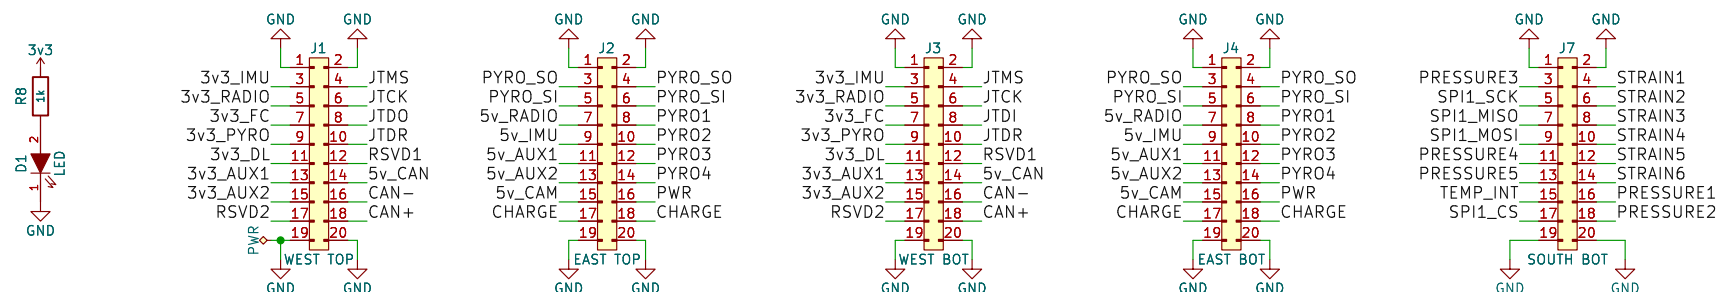 3v3
R8
1k
2
D1
LED
1
GND
GND GND
J1
1 2
3v3_IMU 3 4 JTMS
3v3_RADIO 5 6 JTCK
3v3_FC 7 8 JTDO
3v3_PYRO 9 10 JTDR
3v3_DL 11 12 RSVD1
3v3_AUX1 13 14 5v_CAN
3v3_AUX2 15 16 CAN-
RSVD2 17 18 CAN+
PWR 19 20
WEST TOP
GND GND
GND GND
J2
1 2
PYRO_SO 3 4 PYRO_SO
PYRO_SI 5 6 PYRO_SI
5v_RADIO 7 8 PYRO1
5v_IMU 9 10 PYRO2
5v_AUX1 11 12 PYRO3
5v_AUX2 13 14 PYRO4
5v_CAM 15 16 PWR
CHARGE 17 18 CHARGE
19 20
EAST TOP
GND GND
GND GND
J3
1 2
3v3_IMU 3 4 JTMS
3v3_RADIO 5 6 JTCK
3v3_FC 7 8 JTDI
3v3_PYRO 9 10 JTDR
3v3_DL 11 12 RSVD1
3v3_AUX1 13 14 5v_CAN
3v3_AUX2 15 16 CAN-
RSVD2 17 18 CAN+
19 20
WEST BOT
GND GND
GND GND
J4
1 2
PYRO_SO 3 4 PYRO_SO
PYRO_SI 5 6 PYRO_SI
5v_RADIO 7 8 PYRO1
5v_IMU 9 10 PYRO2
5v_AUX1 11 12 PYRO3
5v_AUX2 13 14 PYRO4
5v_CAM 15 16 PWR
CHARGE 17 18 CHARGE
19 20
EAST BOT
GND GND
GND GND
J7
1 2
PRESSURE3 3 4 STRAIN1
SPI1_SCK 5 6 STRAIN2
SPI1_MISO 7 8 STRAIN3
SPI1_MOSI 9 10 STRAIN4
PRESSURE4 11 12 STRAIN5
PRESSURE5 13 14 STRAIN6
TEMP_INT 15 16 PRESSURE1
SPI1_CS 17 18 PRESSURE2
19 20
SOUTH BOT
GND GND